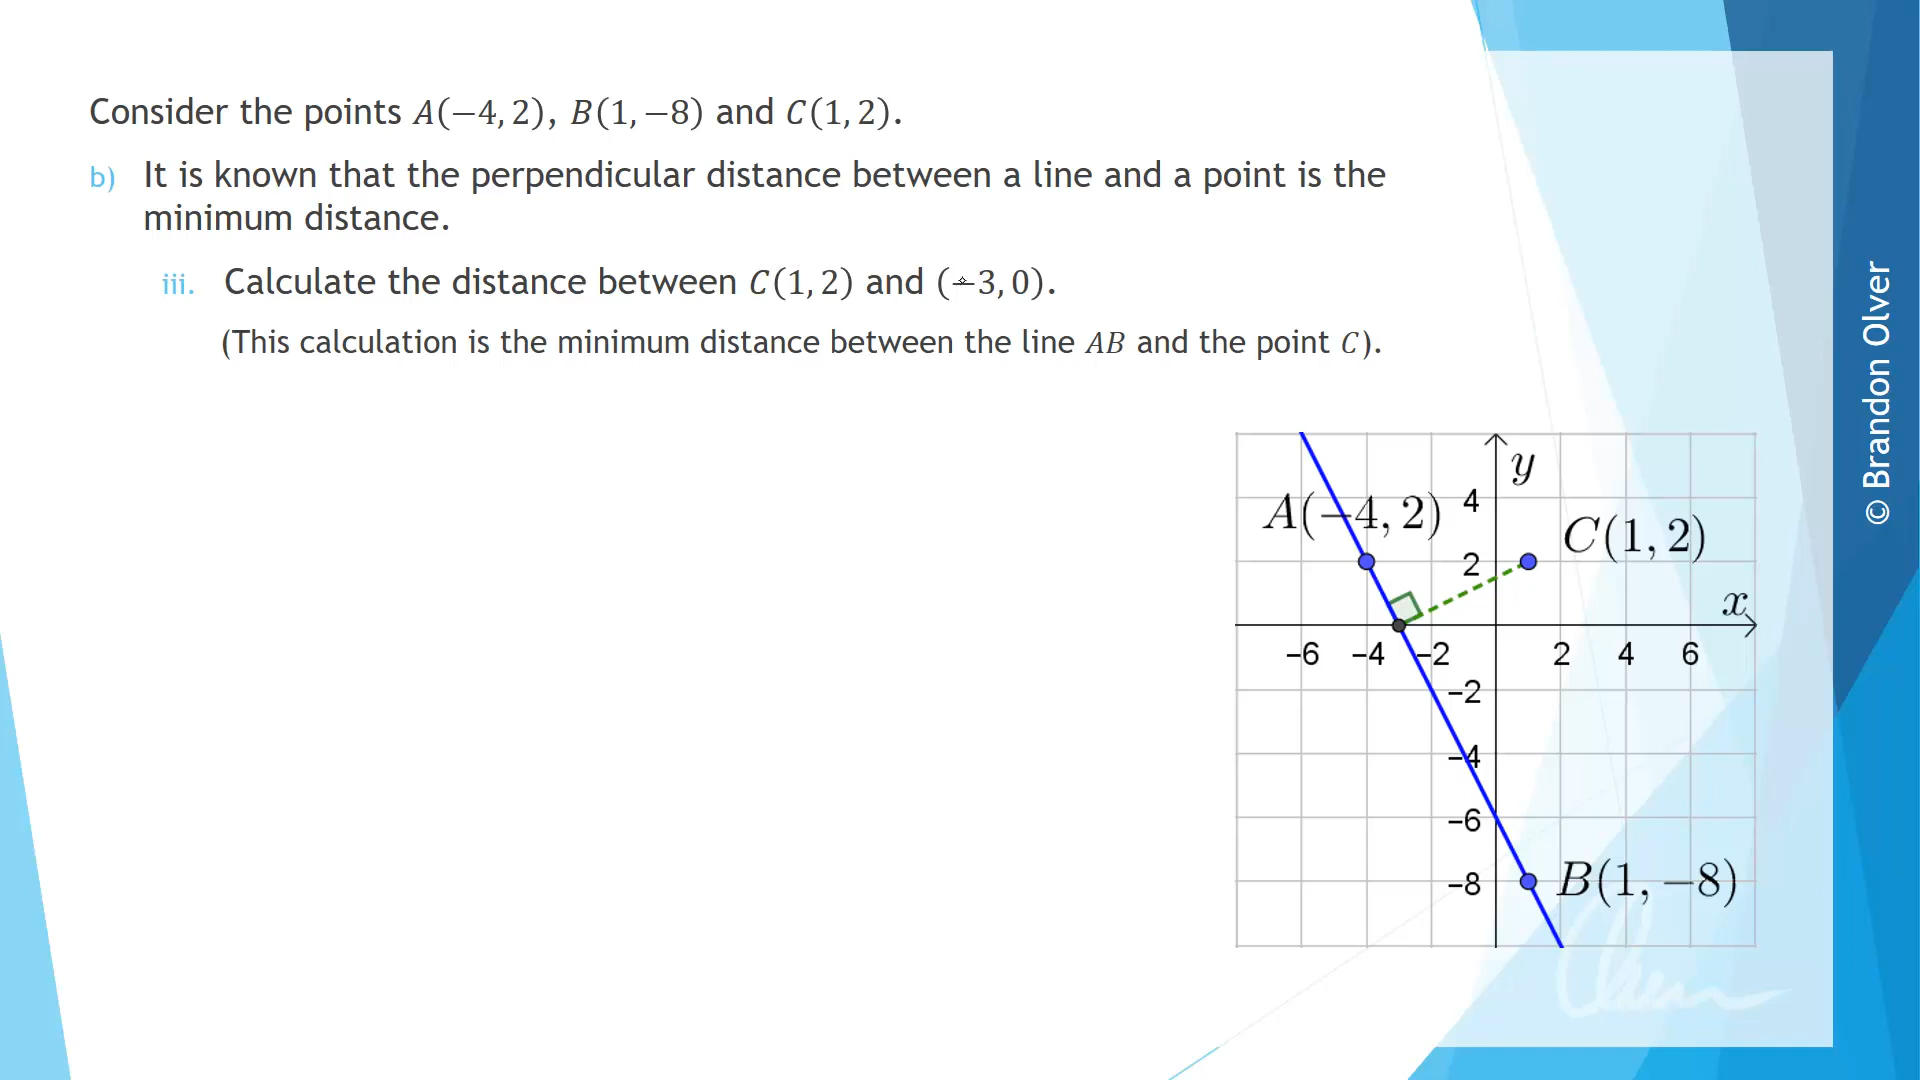 Consider the points A(−4, 2), B(1, −8) and C(1, 2).
b) It is known that the perpendicular distance between a line and a point is the
minimum distance.
iii. Calculate the distance between C(1, 2) and (−3, 0).
(This calculation is the minimum distance between the line AB and the point C).
© Brandon Olver
y
A(−4, 2) 4
C(1, 2)
2
x
−6 −4 −2 2 4 6
−2
−4
−6
−8 B(1, −8)